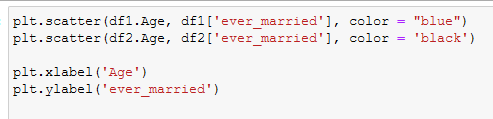 plt.scatter(df1.Age, df1['ever_married'], color = "blue")
plt.scatter(df2.Age, df2['ever_married'], color = 'black')
plt.xlabel('Age')
plt.ylabel('ever_married')